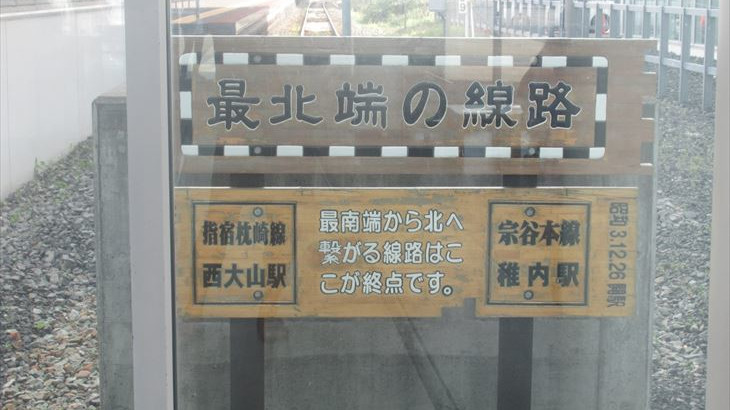 最北端の線路
指宿枕崎線
西大山駅
最南端から北へ
繋がる線路はこ
こが終点です。
宗谷本線
稚内駅
昭和3.12.26開駅